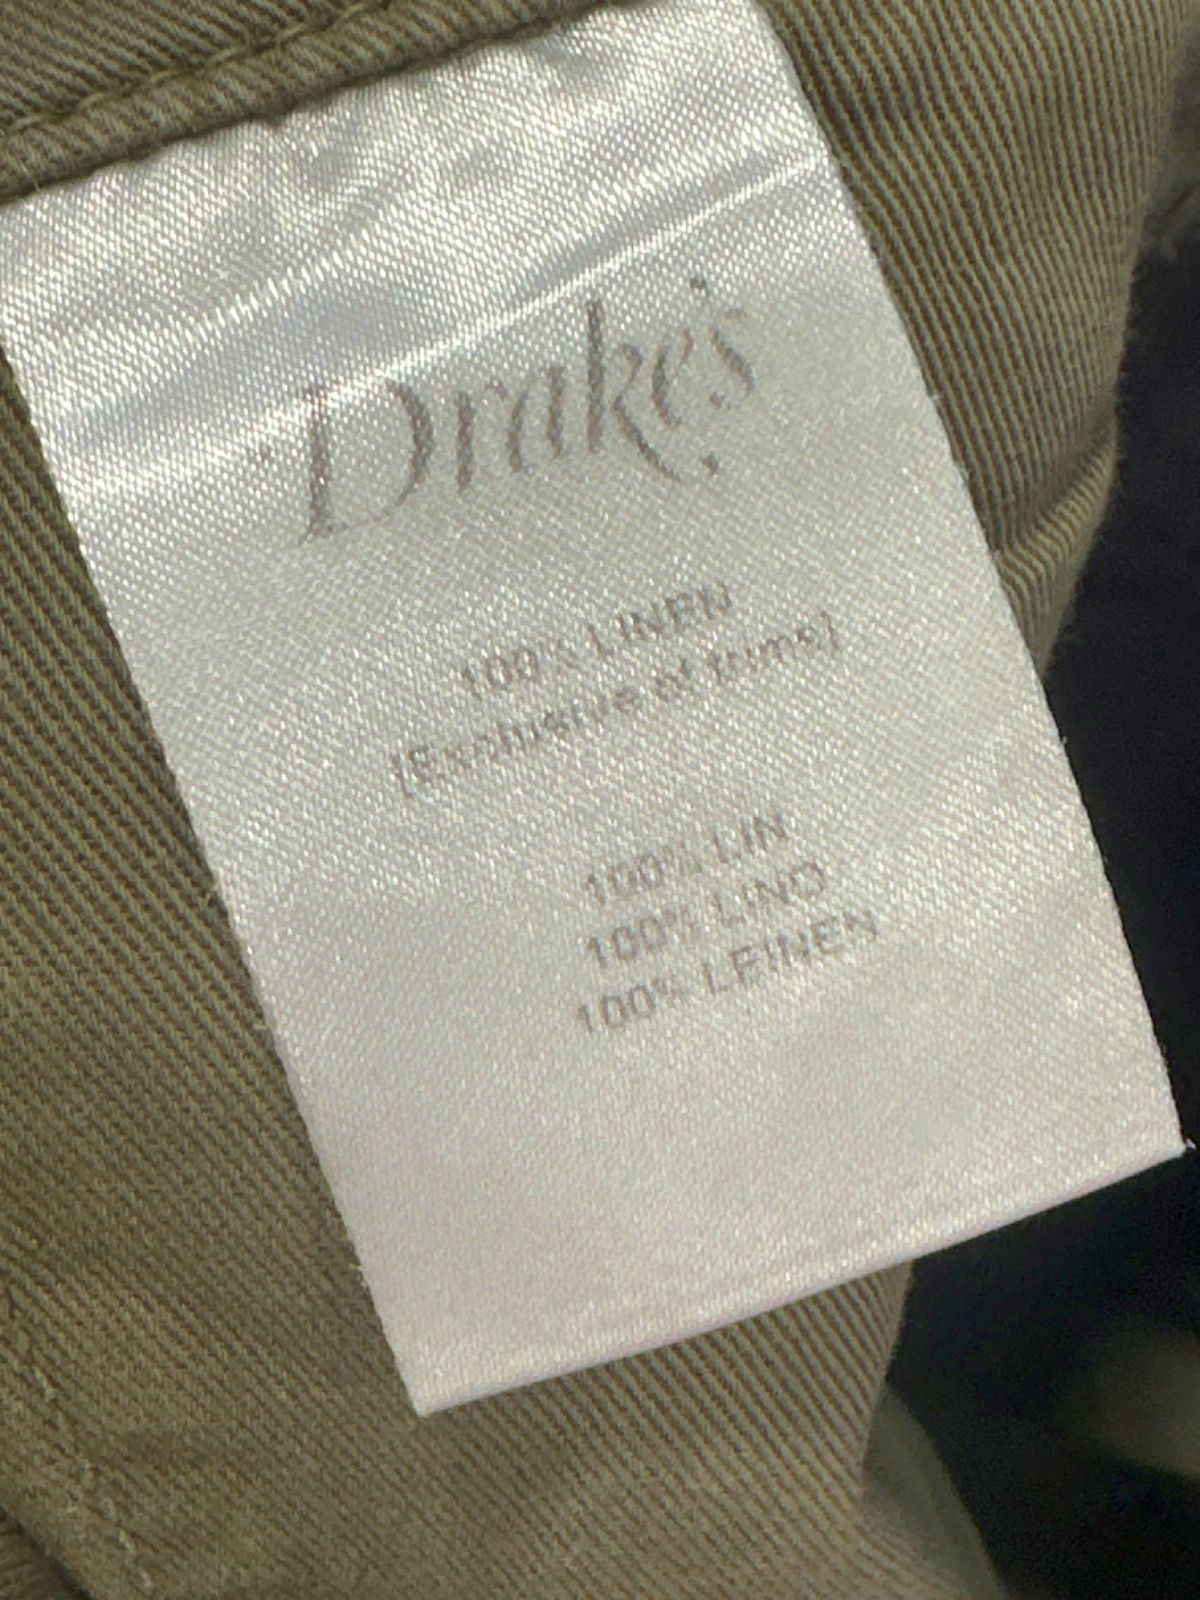 Drake's
100% LINEN
(Exclusive of trims)
100% LIN
100% LINO
100% LEINEN